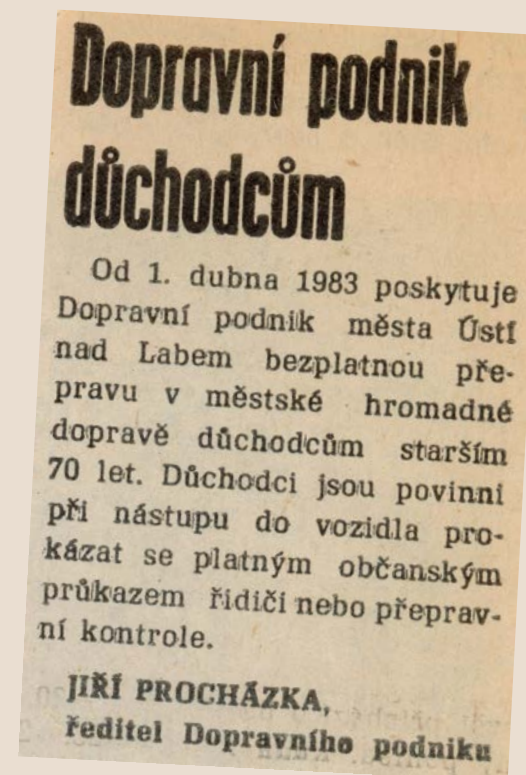 Dopravní podnik
důchodcům
Od 1. dubna 1983 poskytuje
Dopravní podnik města Ústí
nad Labem bezplatnou pře-
pravu v městské hromadné
dopravě důchodcům starším
70 let. Důchodci jsou povinni
při nástupu do vozidla pro-
kázat se platným občanským
průkazem řidiči nebo přeprav-
ní kontrole.
JIŘÍ PROCHÁZKA,
ředitel Dopravního podniku